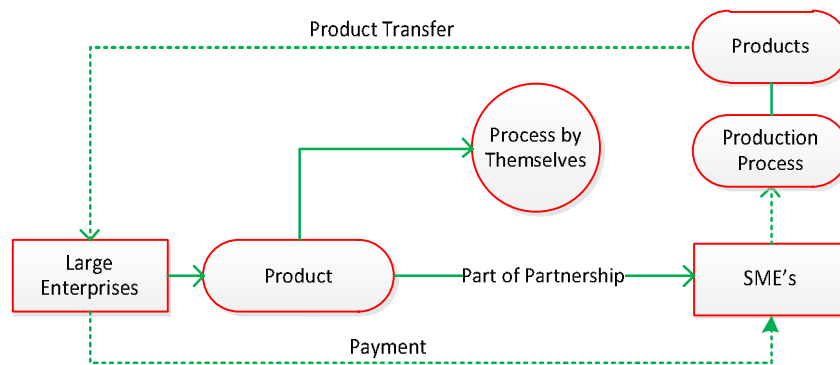 Product Transfer
Products
Process by
Themselves
Production
Process
Large
Enterprises
Product
Part of Partnership
SME's
Payment